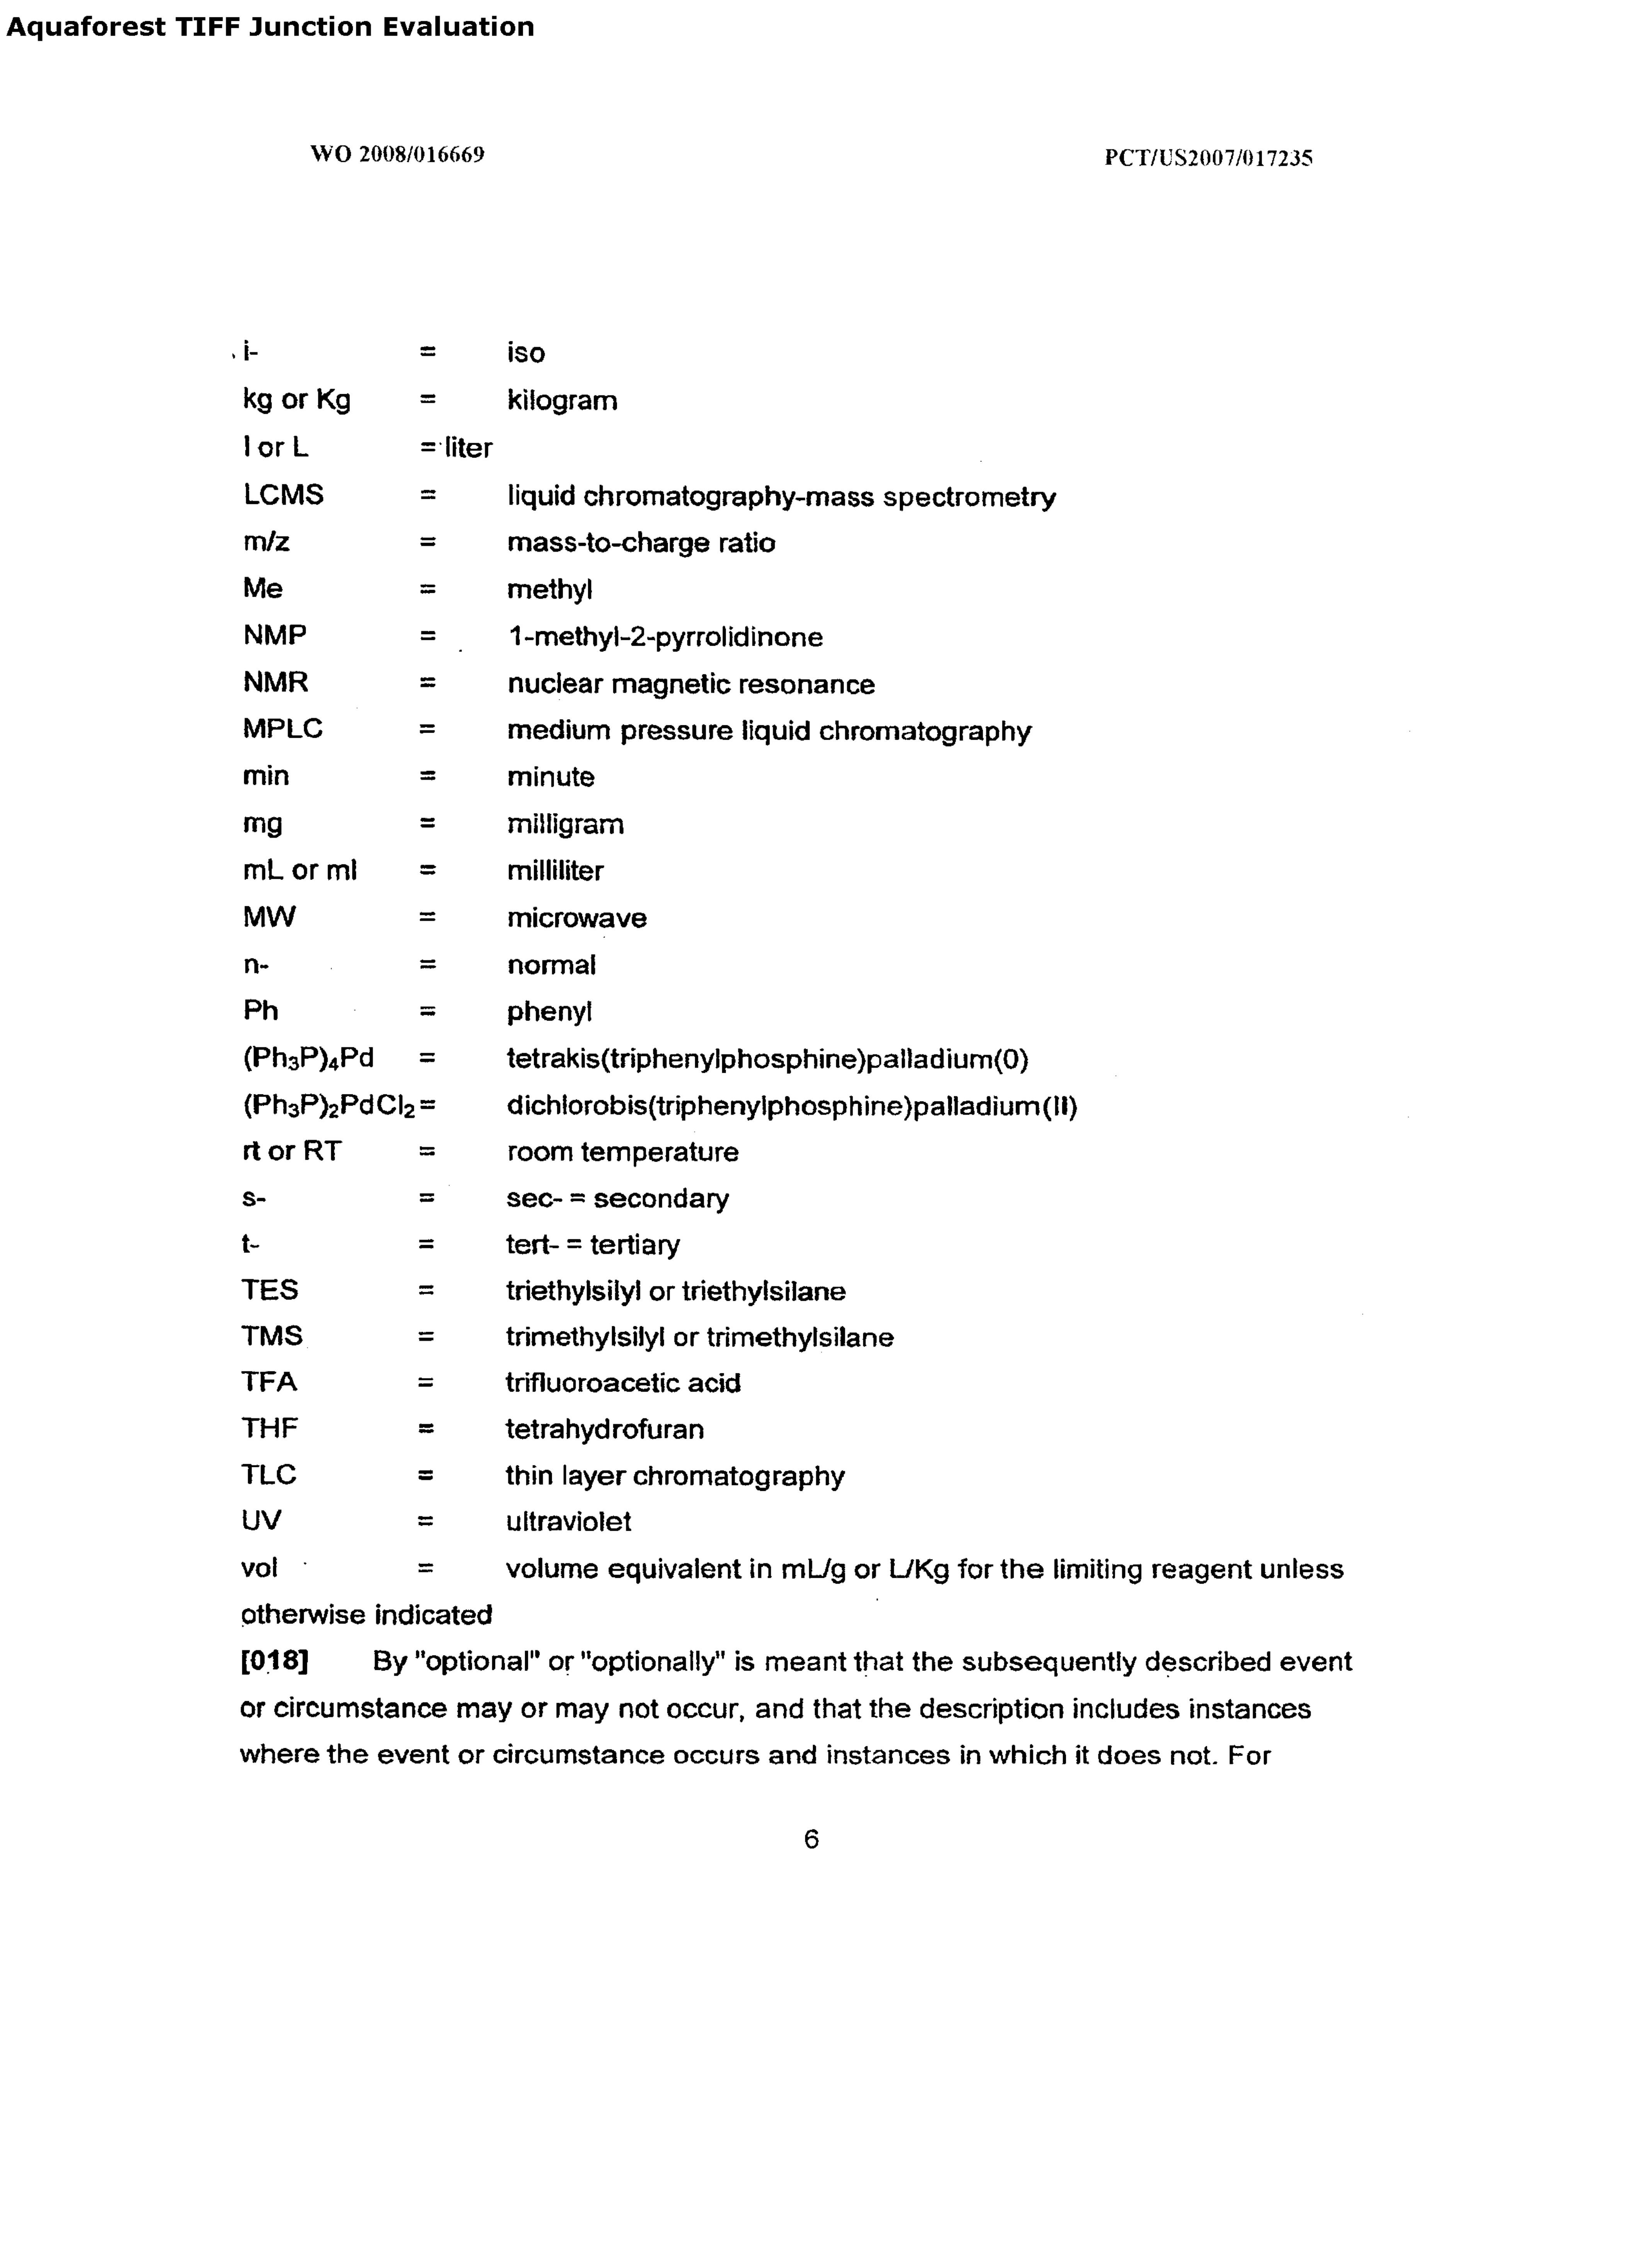 Aquaforest TIFF Junction Evaluation
WO 2008/016669 PCT/US2007/017235
i- = iso
kg or Kg = kilogram
l or L = liter
LCMS = liquid chromatography-mass spectrometry
m/z = mass-to-charge ratio
Me = methyl
NMP = 1-methyl-2-pyrrolidinone
NMR = nuclear magnetic resonance
MPLC = medium pressure liquid chromatography
min = minute
mg = milligram
mL or ml = milliliter
MW = microwave
n- = normal
Ph = phenyl
(Ph₃P)₄Pd = tetrakis(triphenylphosphine)palladium(0)
(Ph₃P)₂PdCl₂ = dichlorobis(triphenylphosphine)palladium(II)
rt or RT = room temperature
s- = sec- = secondary
t- = tert- = tertiary
TES = triethylsilyl or triethylsilane
TMS = trimethylsilyl or trimethylsilane
TFA = trifluoroacetic acid
THF = tetrahydrofuran
TLC = thin layer chromatography
UV = ultraviolet
vol = volume equivalent in mL/g or L/Kg for the limiting reagent unless
otherwise indicated
[018] By "optional" or "optionally" is meant that the subsequently described event
or circumstance may or may not occur, and that the description includes instances
where the event or circumstance occurs and instances in which it does not. For
6